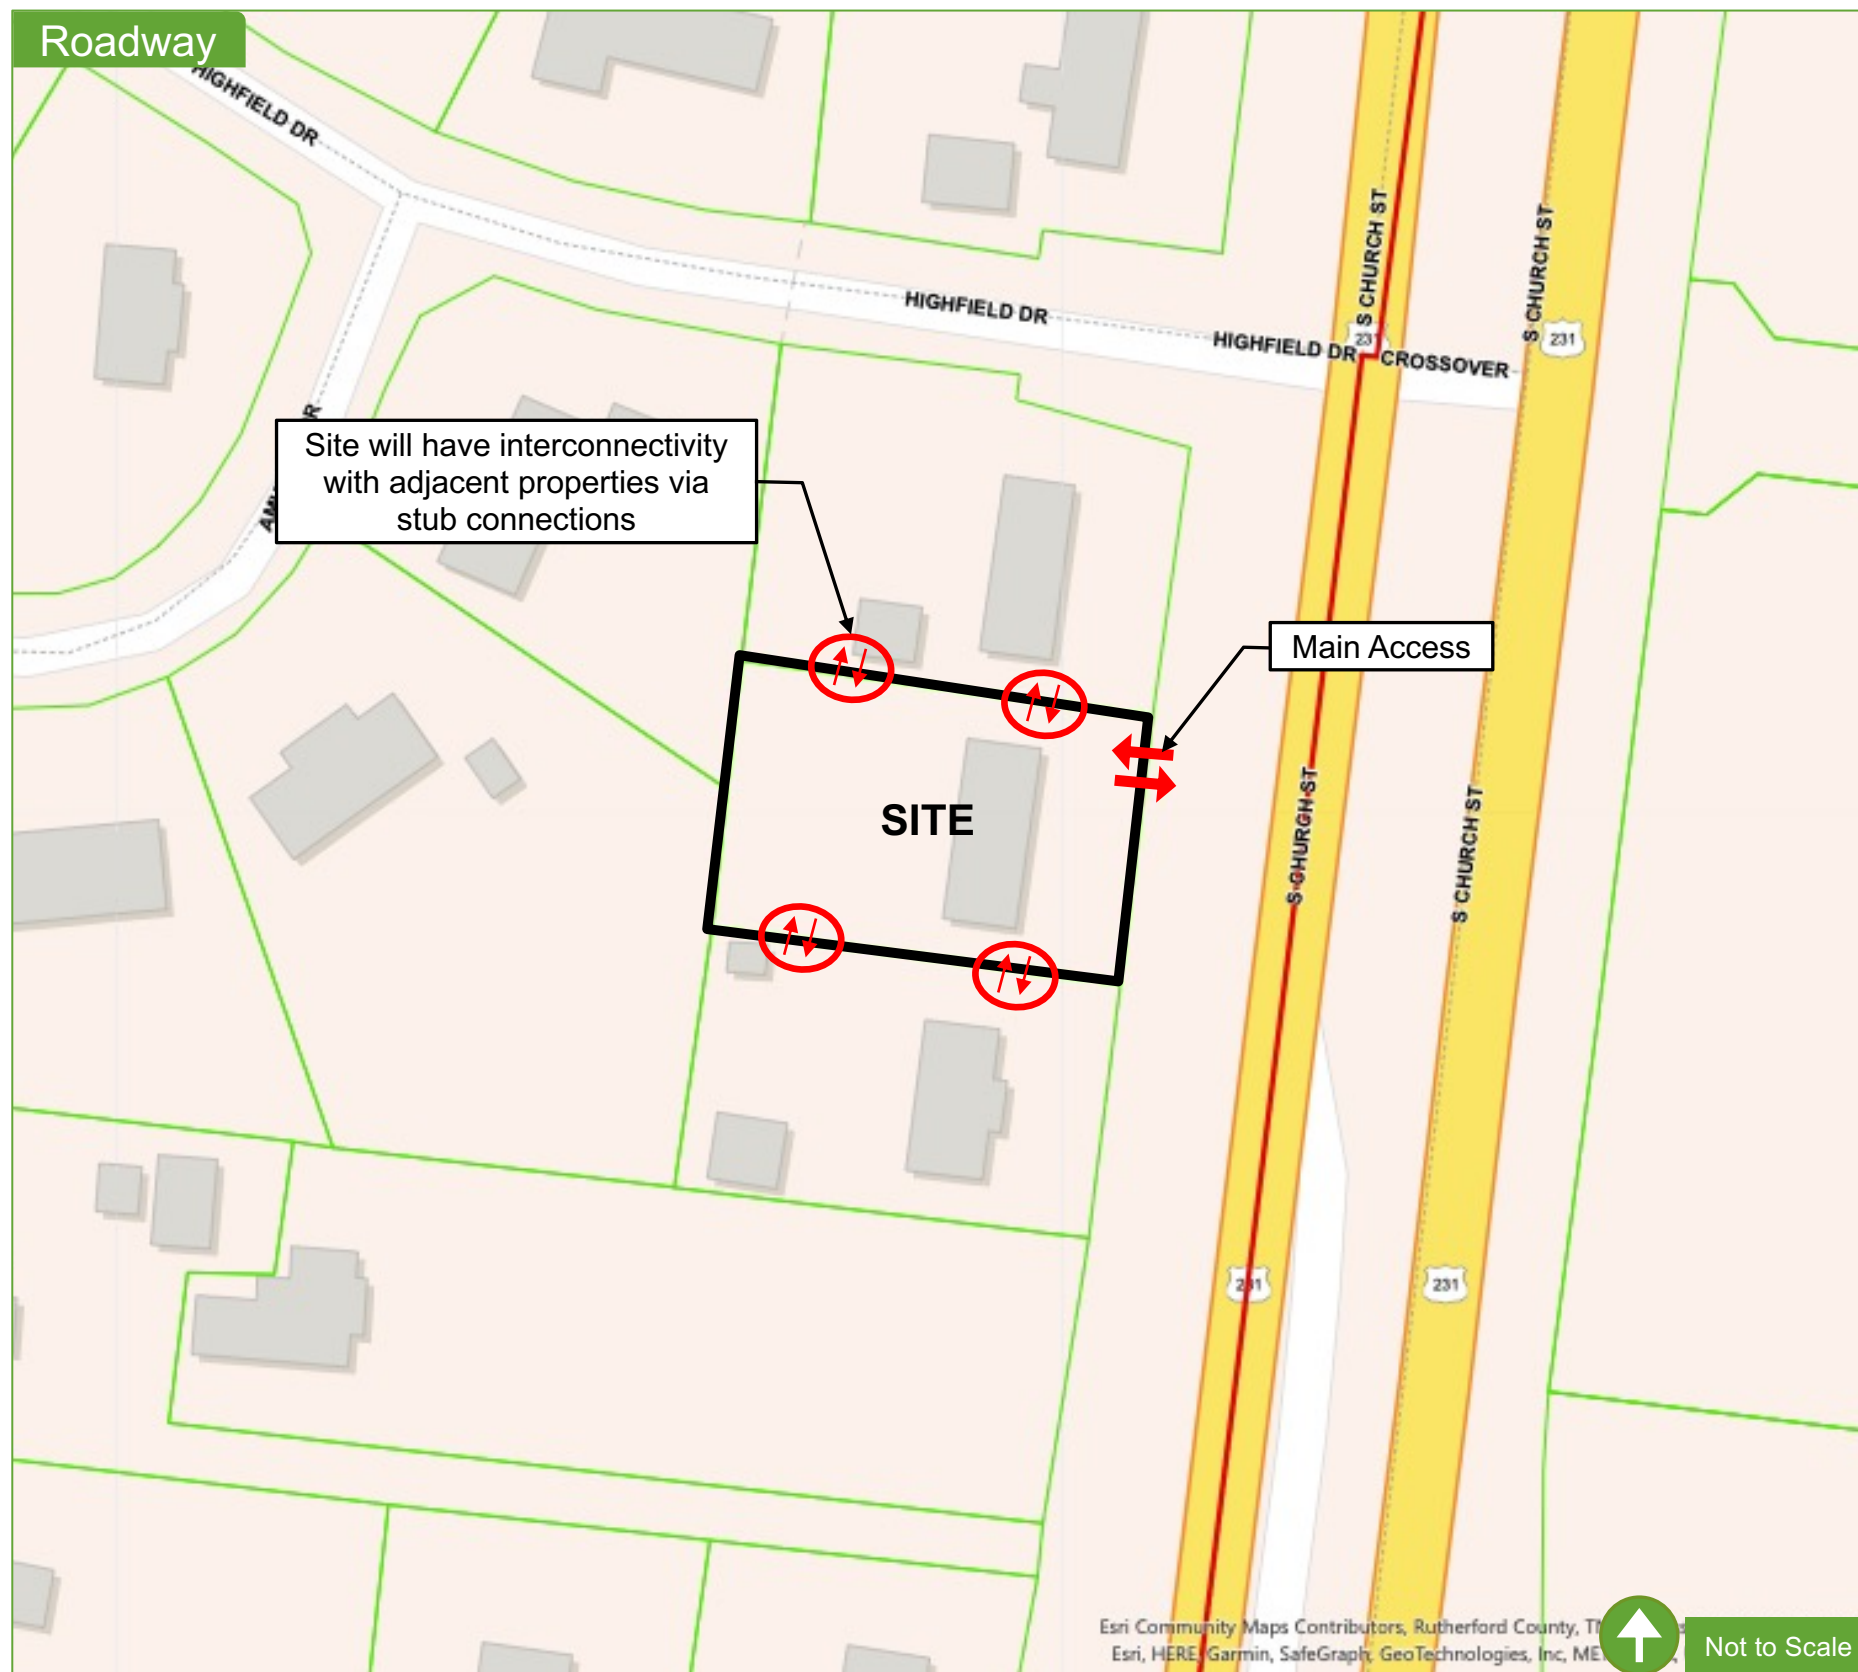 Roadway
HIGHFIELD DR
S CHURCH ST
S CHURCH ST
HIGHFIELD DR
231
HIGHFIELD DR
CROSSOVER
231
Site will have interconnectivity
with adjacent properties via
stub connections
Main Access
SITE
S CHURCH ST
S CHURCH ST
231
231
Esri Community Maps Contributors, Rutherford County,
Esri, HERE, Garmin, SafeGraph, GeoTechnologies, Inc,
Not to Scale